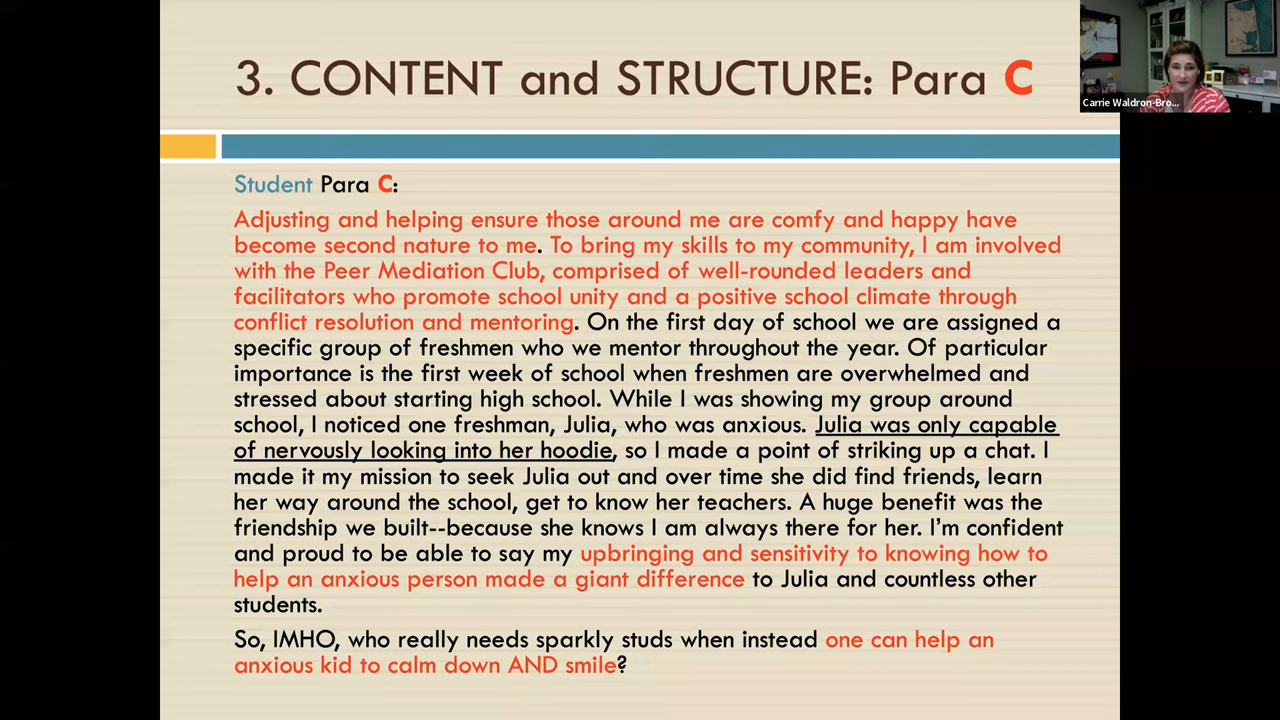 3. CONTENT and STRUCTURE: Para C
Carrie Waldron-Bro...
Student Para C:
Adjusting and helping ensure those around me are comfy and happy have
become second nature to me. To bring my skills to my community, I am involved
with the Peer Mediation Club, comprised of well-rounded leaders and
facilitators who promote school unity and a positive school climate through
conflict resolution and mentoring. On the first day of school we are assigned a
specific group of freshmen who we mentor throughout the year. Of particular
importance is the first week of school when freshmen are overwhelmed and
stressed about starting high school. While I was showing my group around
school, I noticed one freshman, Julia, who was anxious. Julia was only capable
of nervously looking into her hoodie, so I made a point of striking up a chat. I
made it my mission to seek Julia out and over time she did find friends, learn
her way around the school, get to know her teachers. A huge benefit was the
friendship we built--because she knows I am always there for her. I'm confident
and proud to be able to say my upbringing and sensitivity to knowing how to
help an anxious person made a giant difference to Julia and countless other
students.
So, IMHO, who really needs sparkly studs when instead one can help an
anxious kid to calm down AND smile?